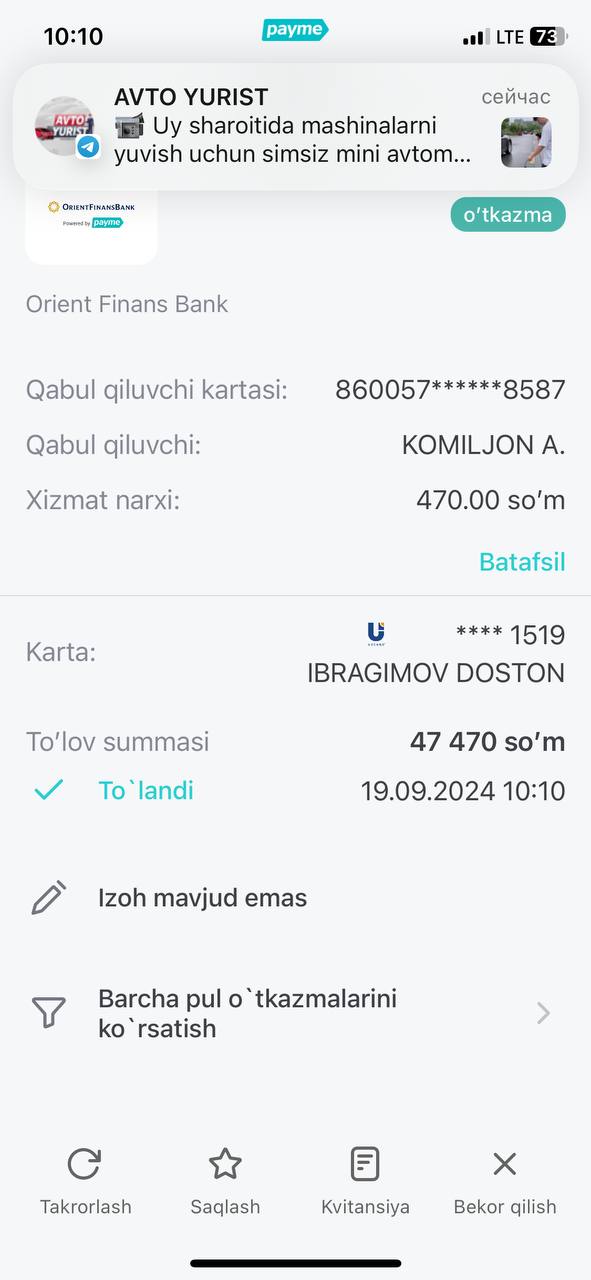 10:10
payme
LTE 73
AVTO YURIST
сейчас
Uy sharoitida mashinalarni
yuvish uchun simsiz mini avtom...
AVTO
YURIST
ORIENTFINANSBANK
Powered by payme
o'tkazma
Orient Finans Bank
Qabul qiluvchi kartasi: 860057******8587
Qabul qiluvchi: KOMILJON A.
Xizmat narxi: 470.00 so'm
Batafsil
Karta: **** 1519
IBRAGIMOV DOSTON
To'lov summasi 47 470 so'm
To`landi 19.09.2024 10:10
Izoh mavjud emas
Barcha pul o`tkazmalarini
ko`rsatish
Takrorlash Saqlash Kvitansiya Bekor qilish